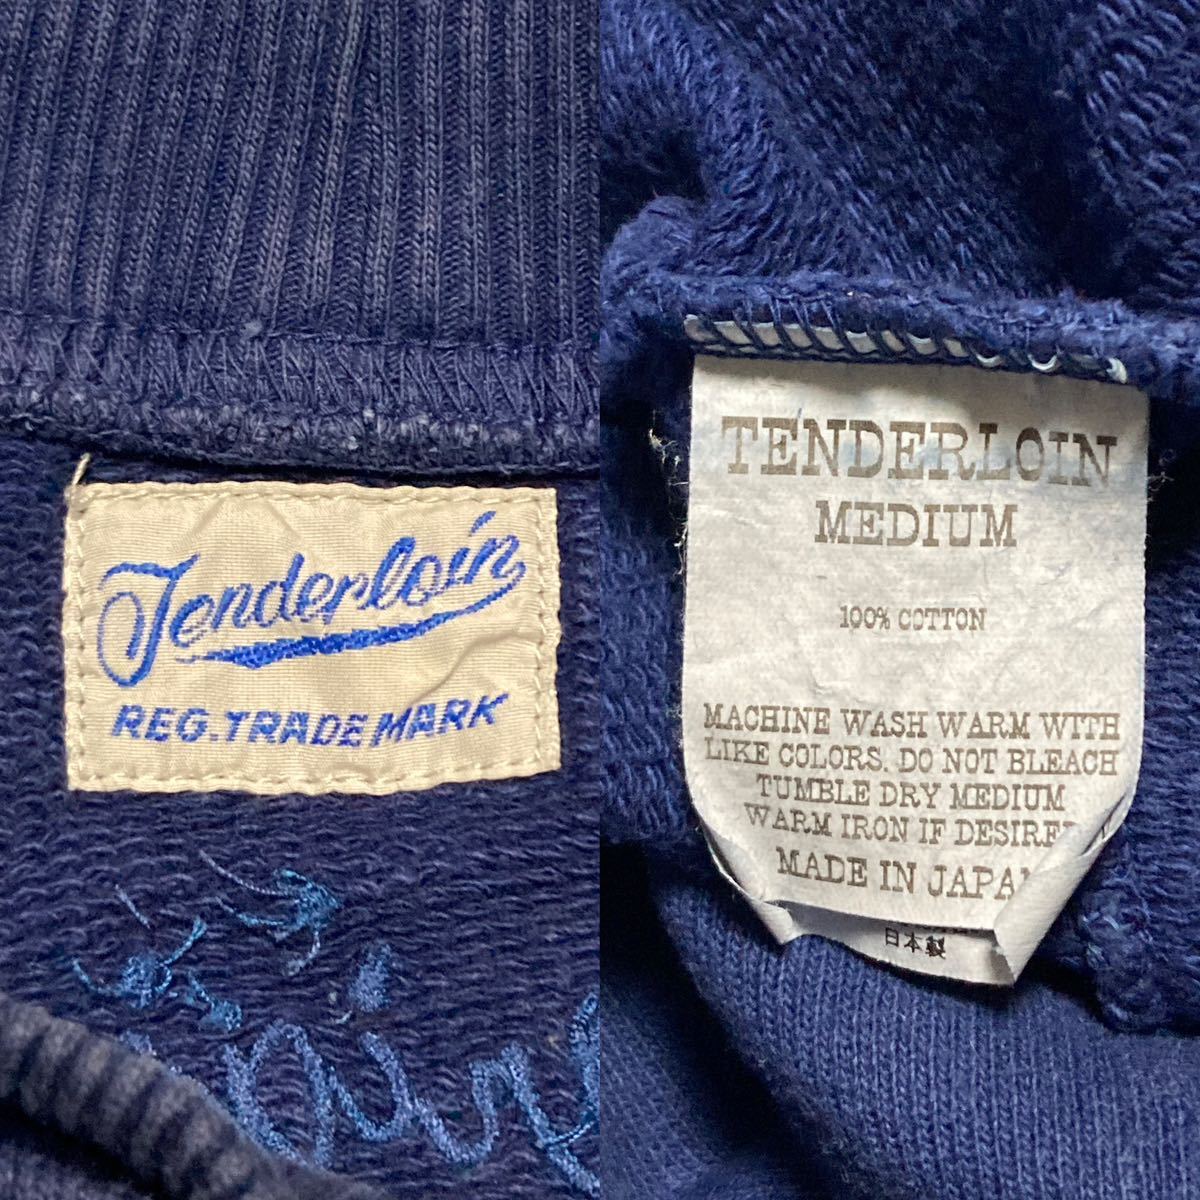 Tenderloin
REG. TRADE MARK
TENDERLOIN
MEDIUM
100% COTTON
MACHINE WASH WARM WITH
LIKE COLORS. DO NOT BLEACH
TUMBLE DRY MEDIUM
WARM IRON IF DESIRE
MADE IN JAPAN
日本製